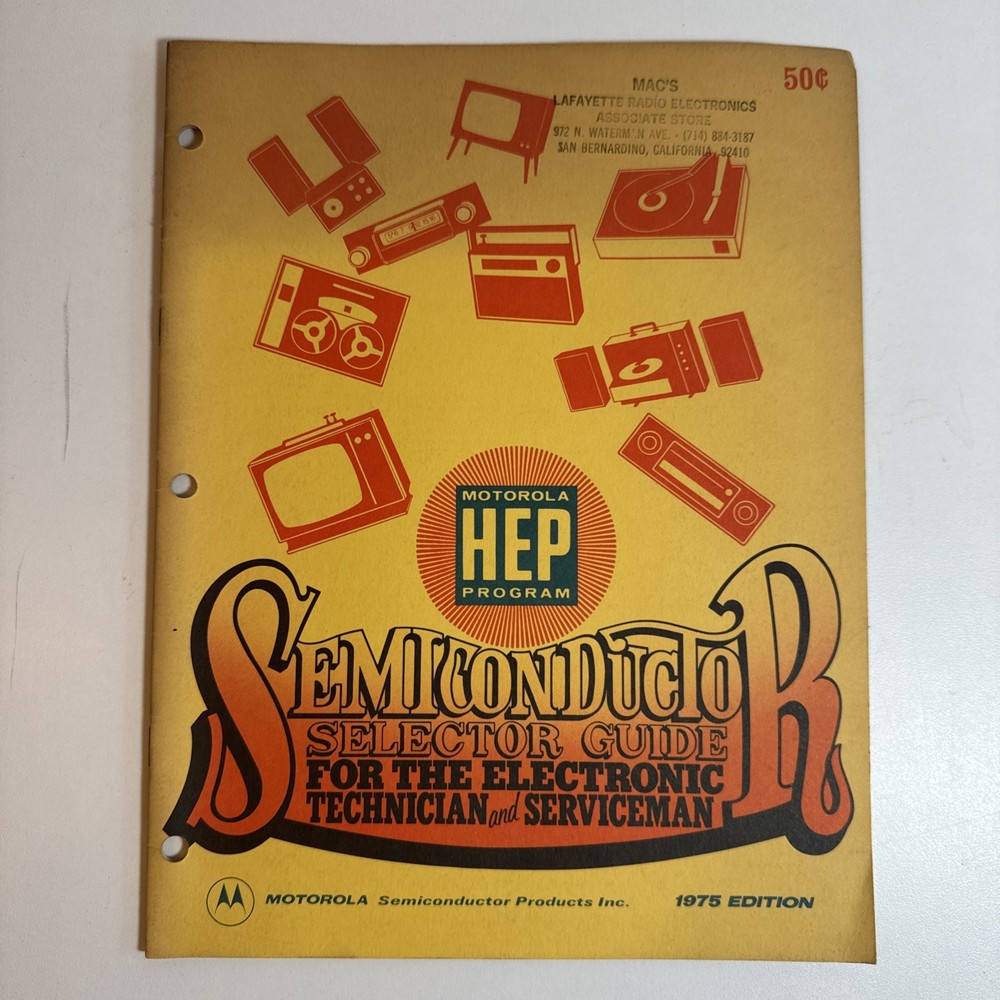 50¢
MAC'S
LAFAYETTE RADIO ELECTRONICS
ASSOCIATE STORE
972 N. WATERMAN AVE. - (714) 884-3187
SAN BERNARDINO, CALIFORNIA, 92410
MOTOROLA
HEP
PROGRAM
SEMICONDUCTOR
SELECTOR GUIDE
FOR THE ELECTRONIC
TECHNICIAN and SERVICEMAN
MOTOROLA Semiconductor Products Inc.
1975 EDITION